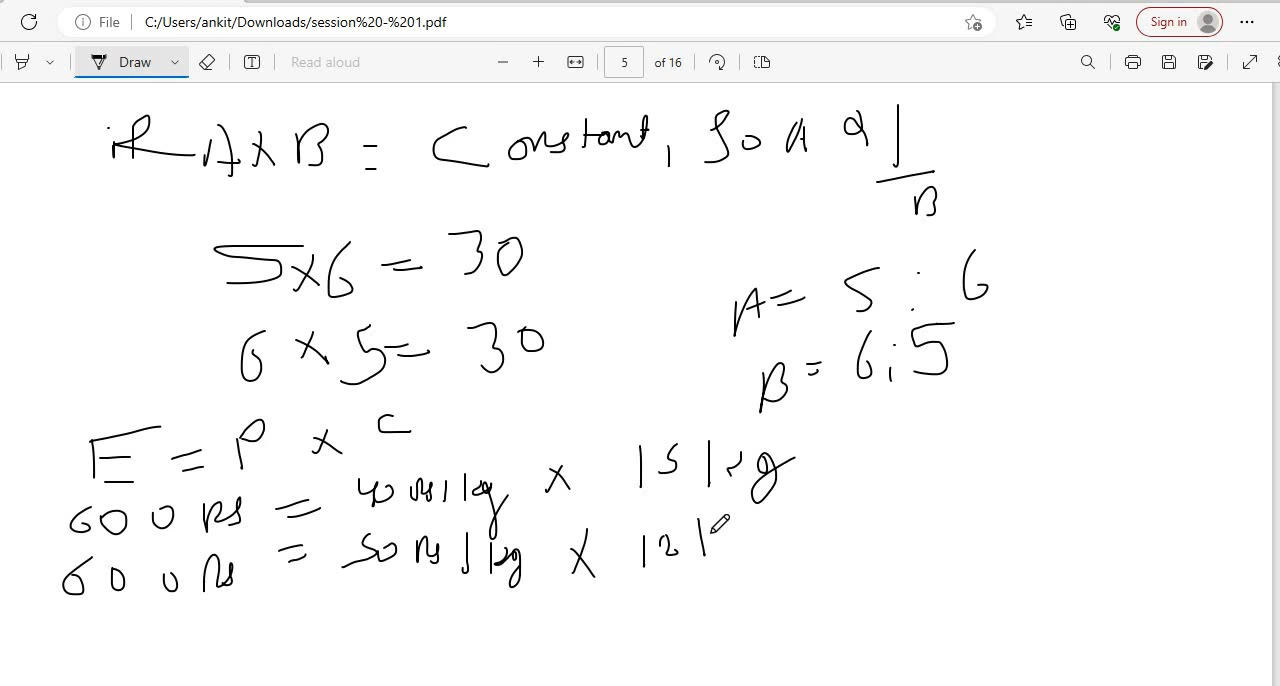 File C:/Users/ankit/Downloads/session%20-%201.pdf Sign in
Draw Read aloud 5 of 16
If A x B = Constant, So A α 1/B
5x6 = 30
6 x 5 = 30
A = 5 : 6
B = 6 : 5
E = P x C
600 Rs = 40 Rs/kg x 15 kg
600 Rs = 50 Rs/kg x 12 k